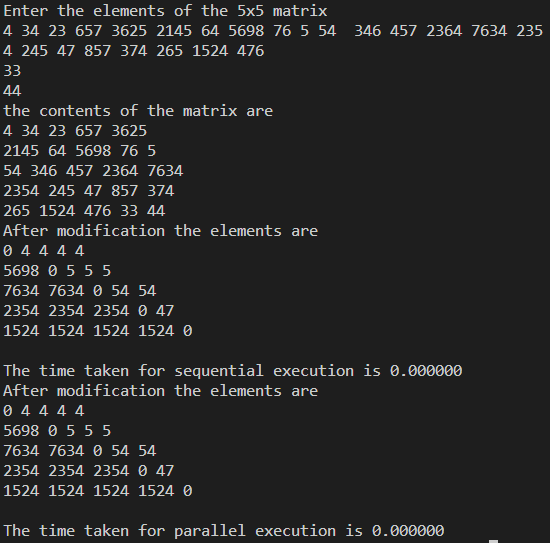 Enter the elements of the 5x5 matrix
4 34 23 657 3625 2145 64 5698 76 5 54  346 457 2364 7634 235
4 245 47 857 374 265 1524 476
33
44
the contents of the matrix are
4 34 23 657 3625
2145 64 5698 76 5
54 346 457 2364 7634
2354 245 47 857 374
265 1524 476 33 44
After modification the elements are
0 4 4 4 4
5698 0 5 5 5
7634 7634 0 54 54
2354 2354 2354 0 47
1524 1524 1524 1524 0

The time taken for sequential execution is 0.000000
After modification the elements are
0 4 4 4 4
5698 0 5 5 5
7634 7634 0 54 54
2354 2354 2354 0 47
1524 1524 1524 1524 0

The time taken for parallel execution is 0.000000